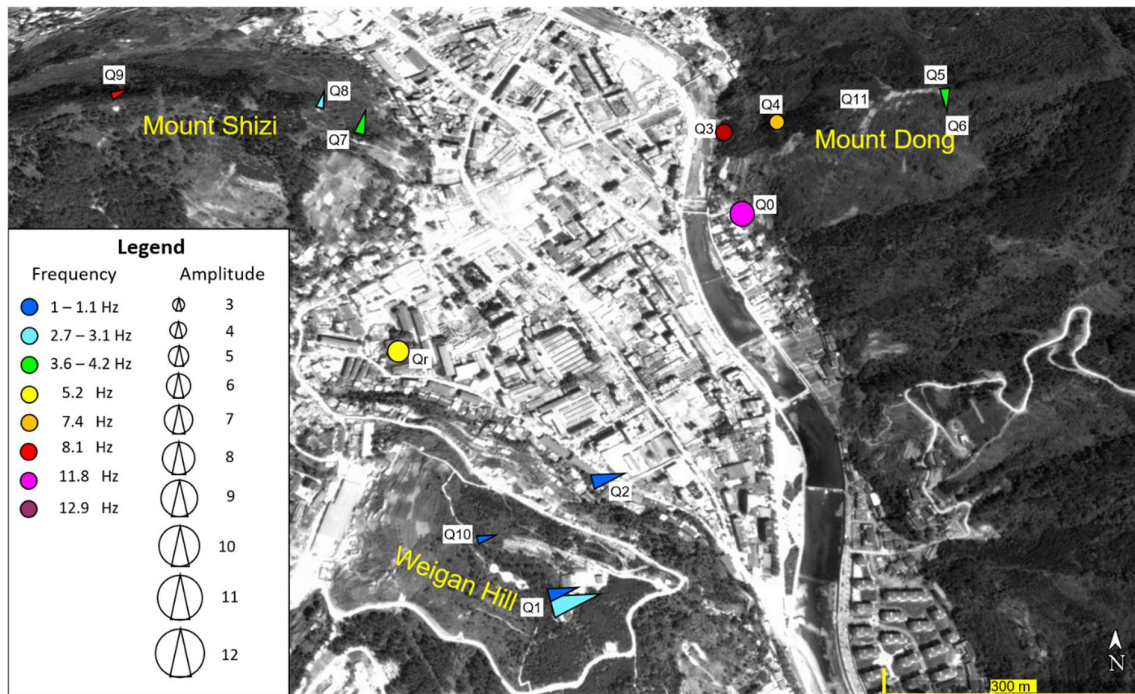 Q9
Q8
Q5
Q4
Q11
Mount Shizi
Q7
Q3
Mount Dong
Q6
Q0
Legend
Frequency Amplitude
1 – 1.1 Hz 3
2.7 – 3.1 Hz 4
3.6 – 4.2 Hz 5
5.2 Hz 6
7.4 Hz 7
8.1 Hz 8
11.8 Hz 9
12.9 Hz 10
11
12
Qr
Q2
Q10
Weigan Hill
Q1
N
300 m